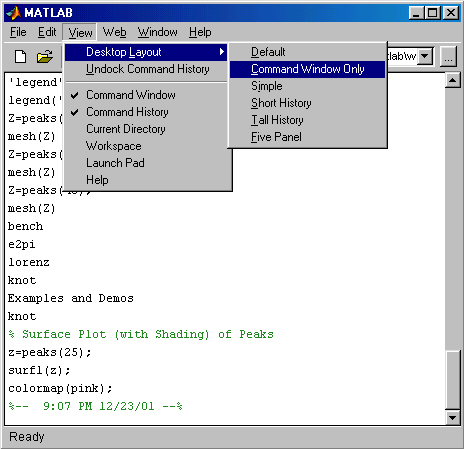 MATLAB
File Edit View Web Window Help
Desktop Layout
Undock Command History
Command Window
Command History
Current Directory
Workspace
Launch Pad
Help
Default
Command Window Only
Simple
Short History
Tall History
Five Panel
...
'legend'
legend('
Z=peaks(
mesh(Z)
Z=peaks(
mesh(Z)
Z=peaks(
mesh(Z)
bench
e2pi
lorenz
knot
Examples and Demos
knot
% Surface Plot (with Shading) of Peaks
z=peaks(25);
surfl(z);
colormap(pink);
%-- 9:07 PM 12/23/01 --%
Ready